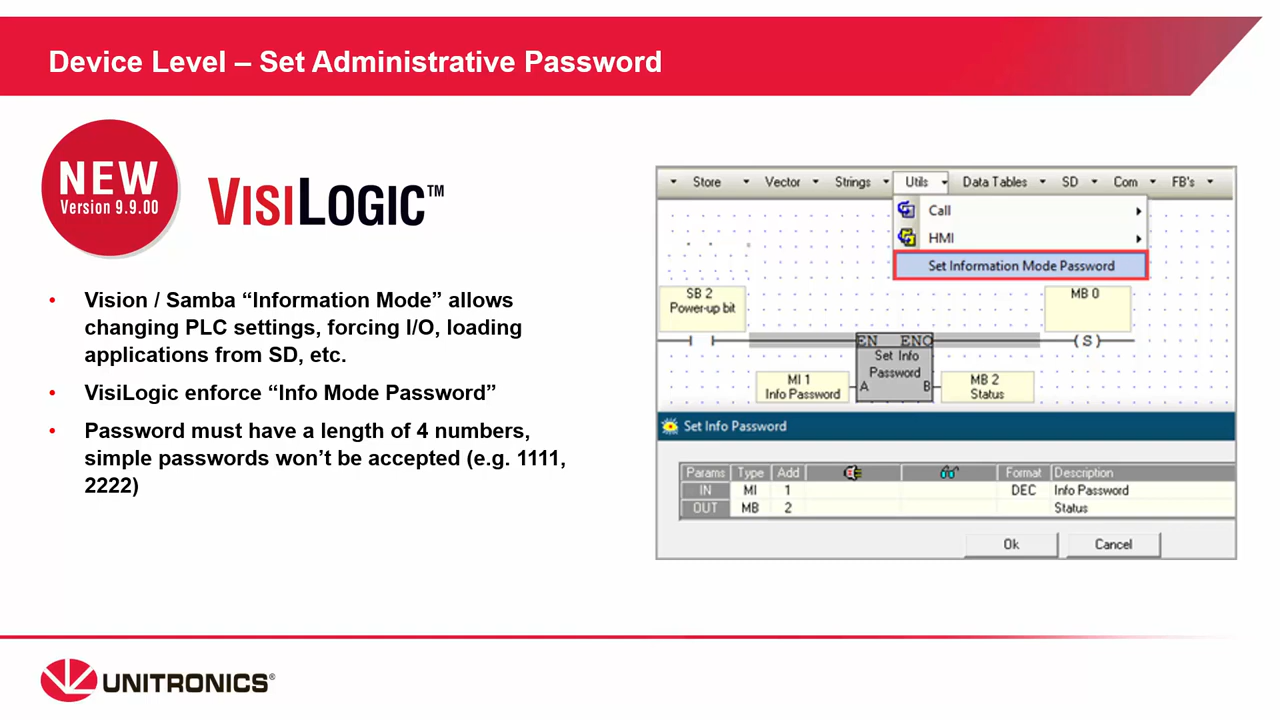 Device Level – Set Administrative Password
NEW
Version 9.9.00
VISILOGIC™
• Vision / Samba “Information Mode” allows
changing PLC settings, forcing I/O, loading
applications from SD, etc.
• VisiLogic enforce “Info Mode Password”
• Password must have a length of 4 numbers,
simple passwords won’t be accepted (e.g. 1111,
2222)
Store Vector Strings Utils Data Tables SD Com FB's
Call
HMI
Set Information Mode Password
SB 2
Power-up bit
MB 0
EN ENO
( S )
Set Info
Password
A B
MI 1
Info Password
MB 2
Status
Set Info Password
Params Type Add Format Description
IN MI 1 DEC Info Password
OUT MB 2 Status
Ok Cancel
UNITRONICS®